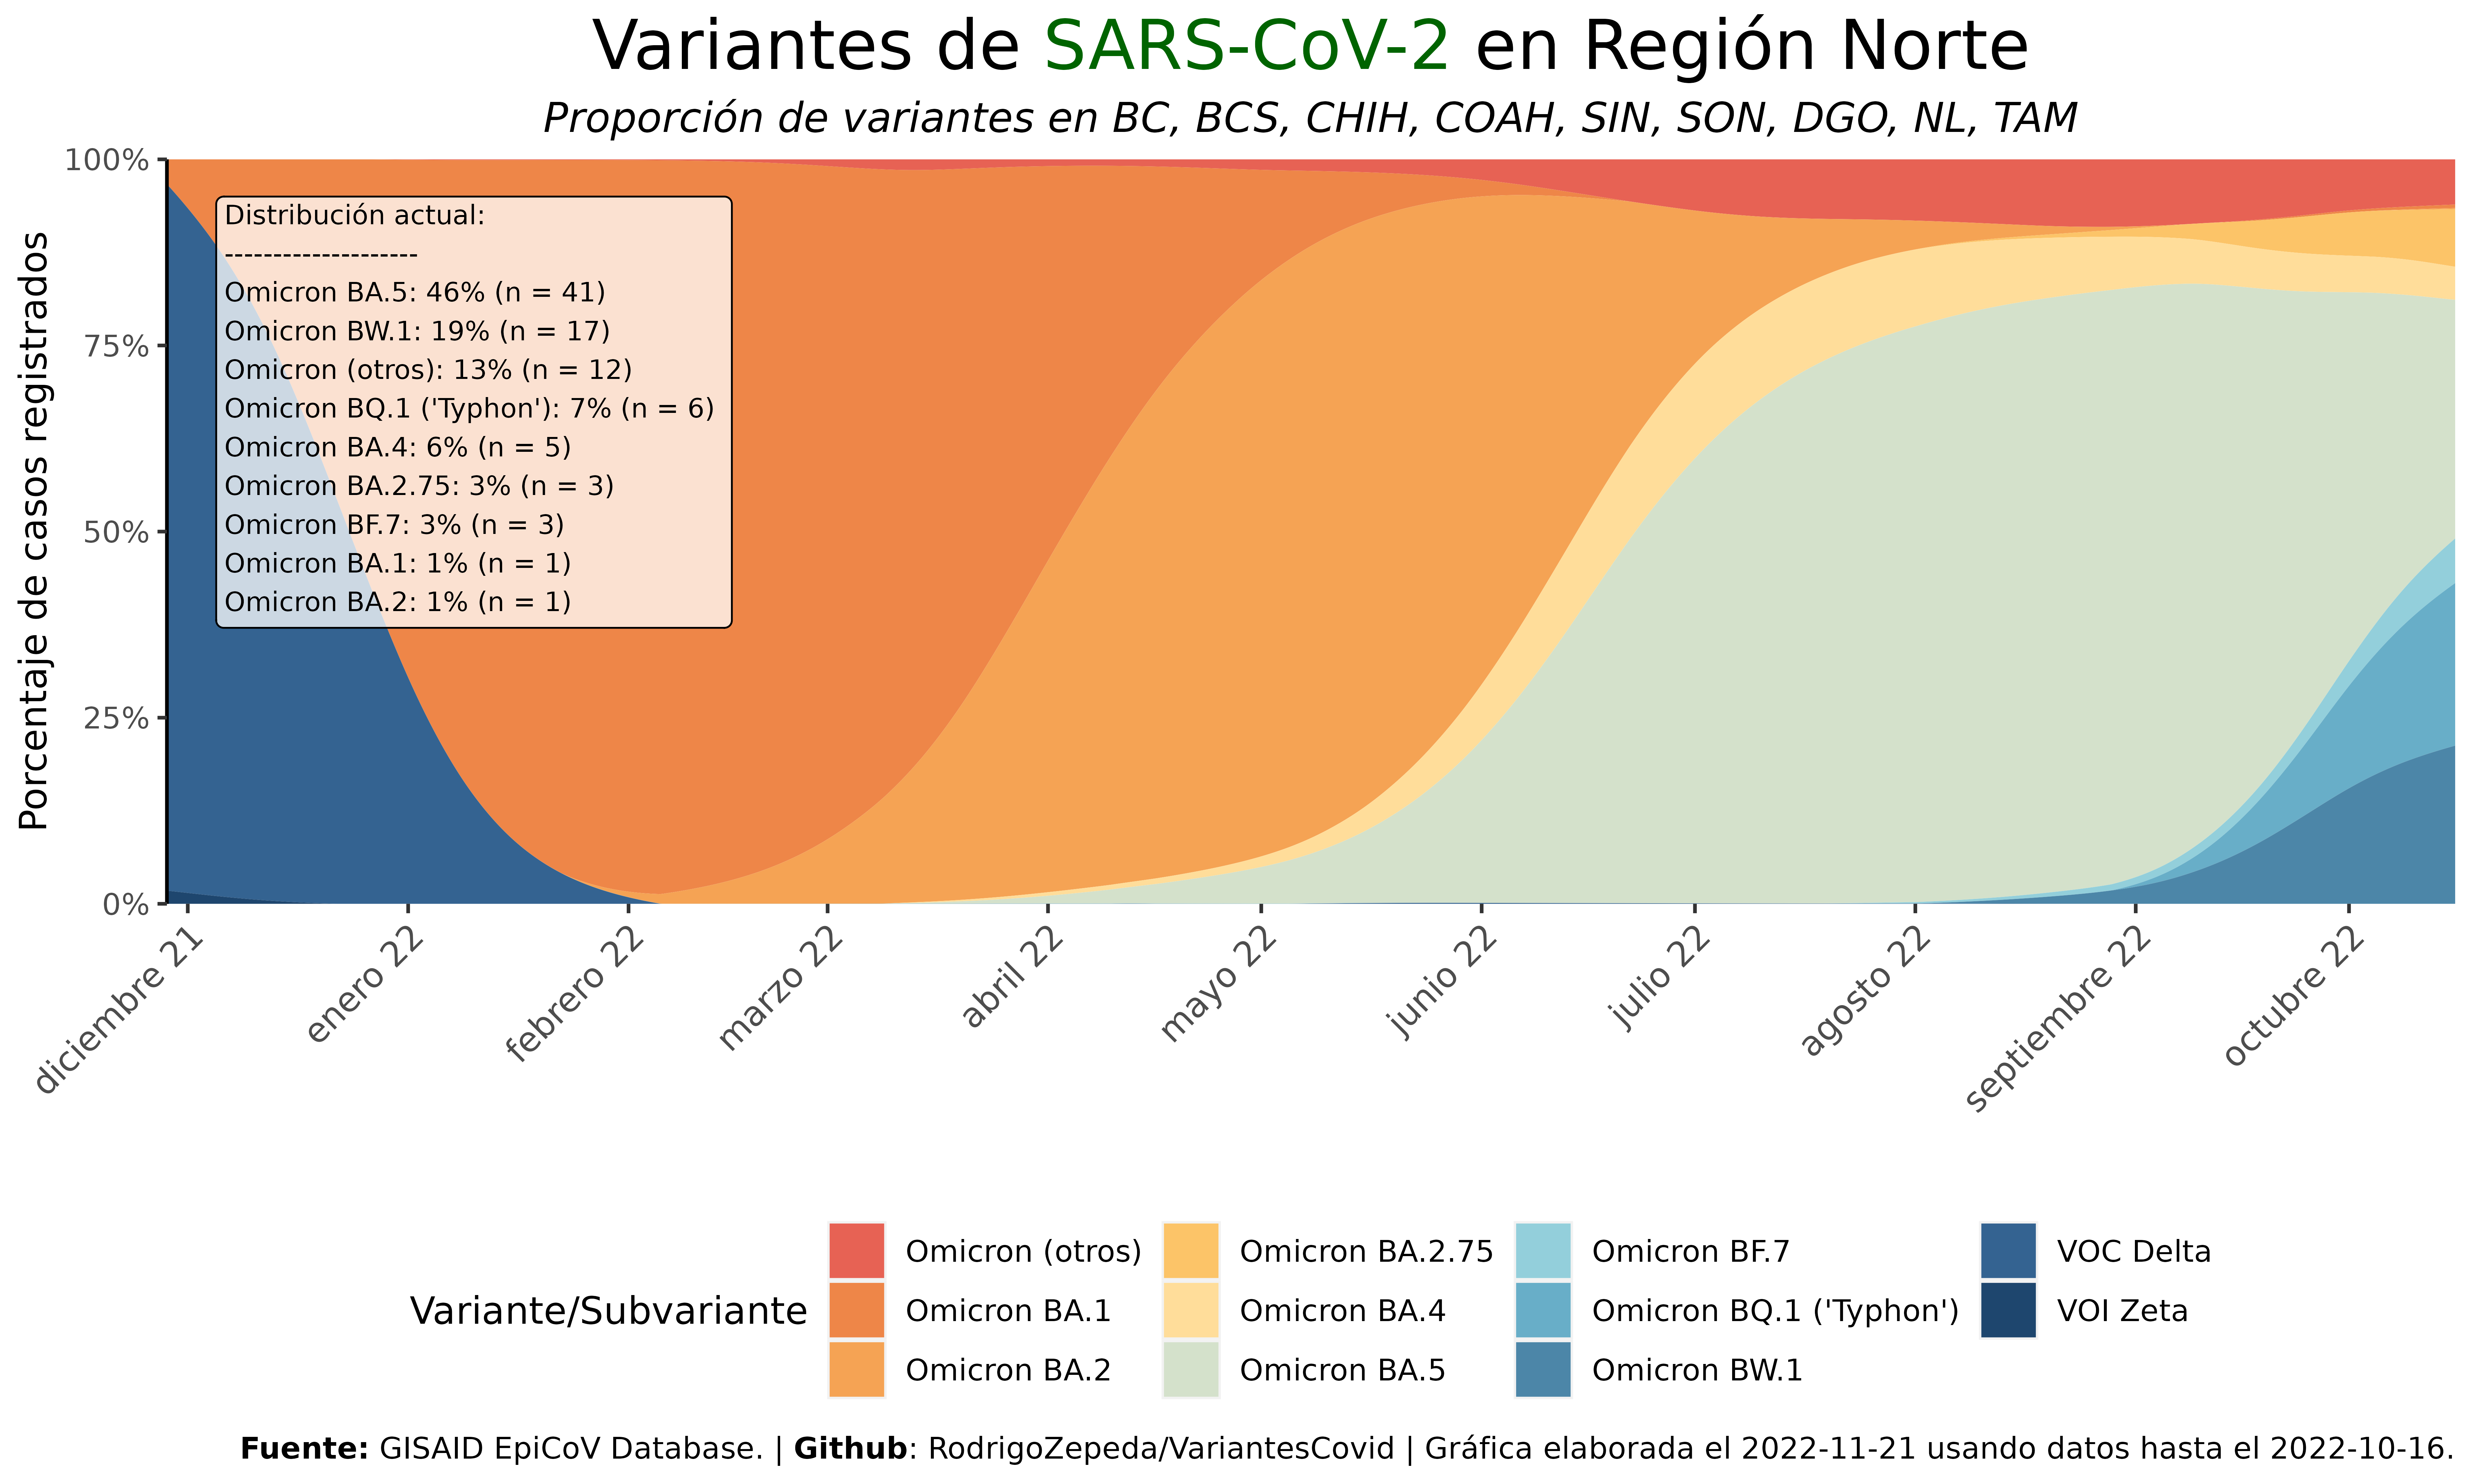 Variantes de SARS-CoV-2 en Región Norte
Proporción de variantes en BC, BCS, CHIH, COAH, SIN, SON, DGO, NL, TAM
Porcentaje de casos registrados
100%
75%
50%
25%
0%
Distribución actual:
--------------------
Omicron BA.5: 46% (n = 41)
Omicron BW.1: 19% (n = 17)
Omicron (otros): 13% (n = 12)
Omicron BQ.1 ('Typhon'): 7% (n = 6)
Omicron BA.4: 6% (n = 5)
Omicron BA.2.75: 3% (n = 3)
Omicron BF.7: 3% (n = 3)
Omicron BA.1: 1% (n = 1)
Omicron BA.2: 1% (n = 1)
diciembre 21
enero 22
febrero 22
marzo 22
abril 22
mayo 22
junio 22
julio 22
agosto 22
septiembre 22
octubre 22
Variante/Subvariante
Omicron (otros)
Omicron BA.1
Omicron BA.2
Omicron BA.2.75
Omicron BA.4
Omicron BA.5
Omicron BF.7
Omicron BQ.1 ('Typhon')
Omicron BW.1
VOC Delta
VOI Zeta
Fuente: GISAID EpiCoV Database. | Github: RodrigoZepeda/VariantesCovid | Gráfica elaborada el 2022-11-21 usando datos hasta el 2022-10-16.